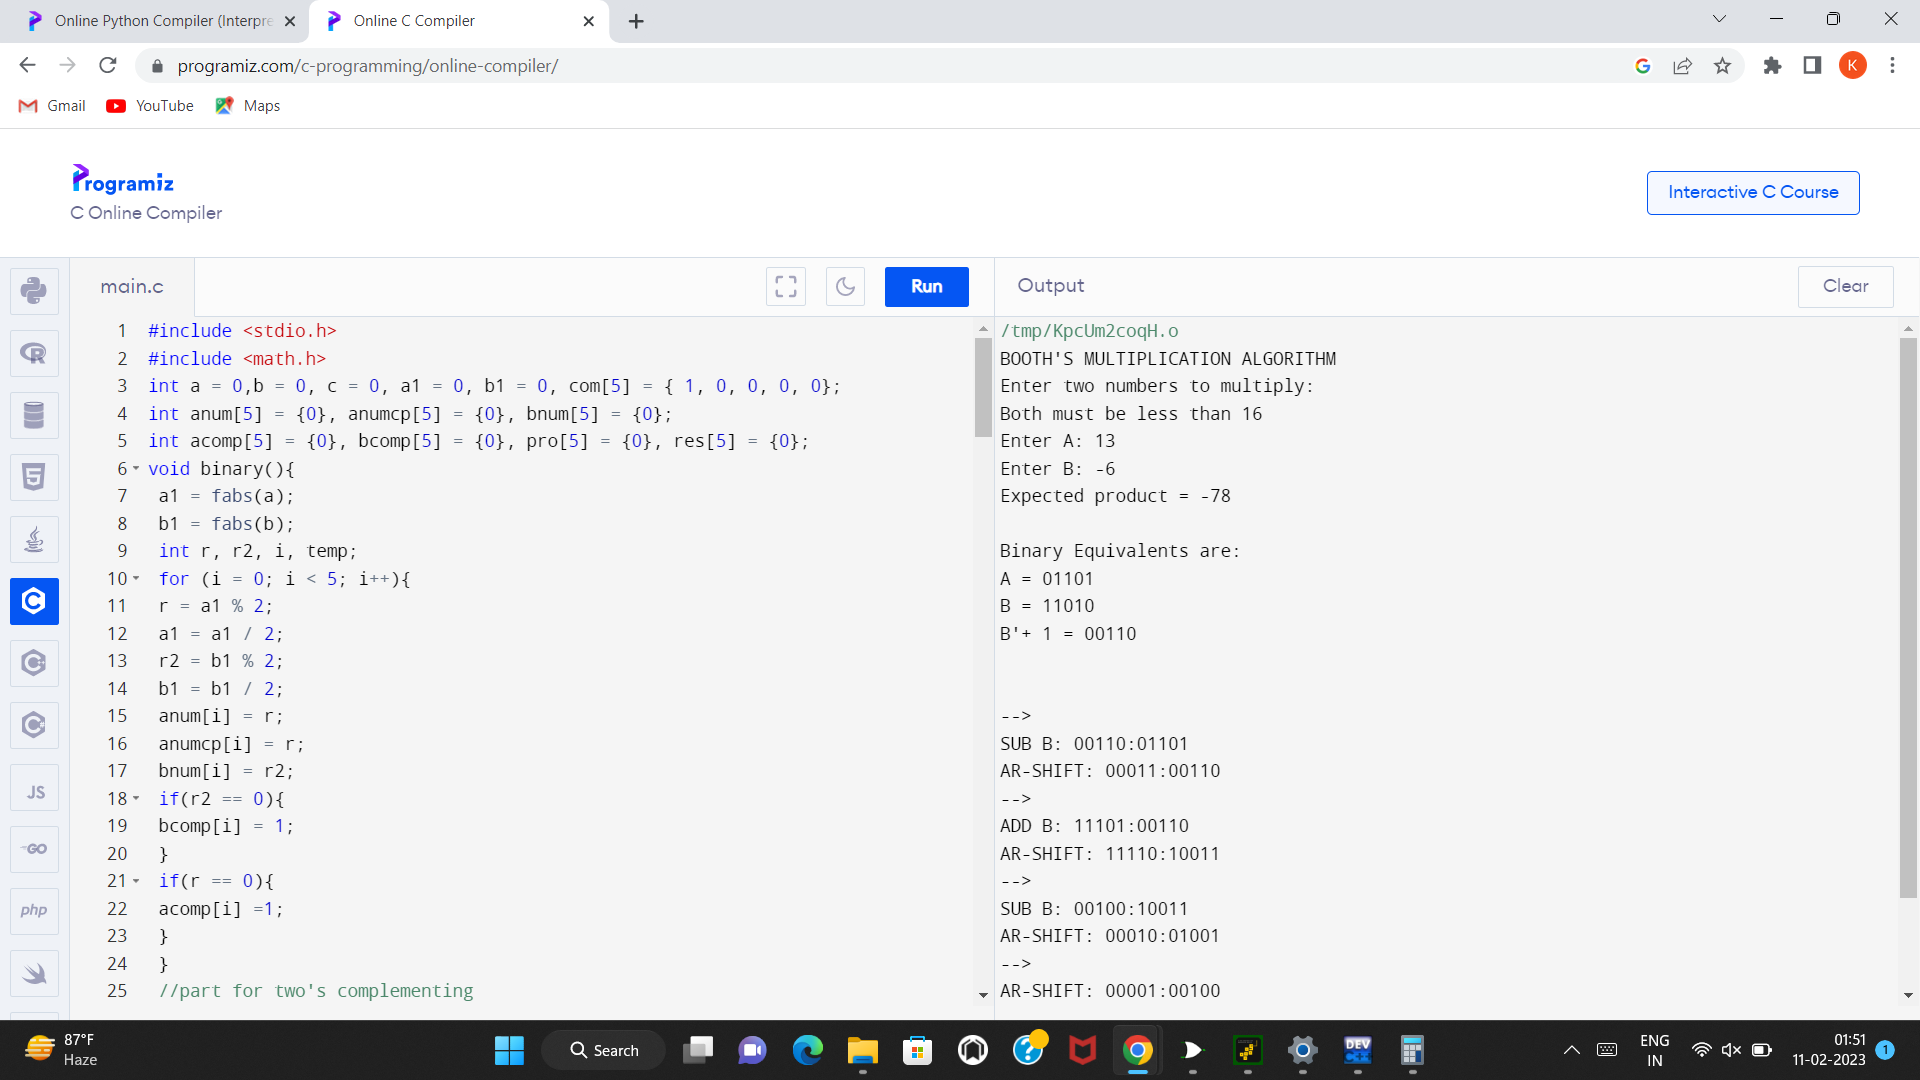 Online Python Compiler (Interpre
Online C Compiler
programiz.com/c-programming/online-compiler/
K
Gmail
YouTube
Maps
Programiz
C Online Compiler
Interactive C Course
main.c
Run
Output
Clear
1 #include <stdio.h>
2 #include <math.h>
3 int a = 0,b = 0, c = 0, a1 = 0, b1 = 0, com[5] = { 1, 0, 0, 0, 0};
4 int anum[5] = {0}, anumcp[5] = {0}, bnum[5] = {0};
5 int acomp[5] = {0}, bcomp[5] = {0}, pro[5] = {0}, res[5] = {0};
6 void binary(){
7 a1 = fabs(a);
8 b1 = fabs(b);
9 int r, r2, i, temp;
10 for (i = 0; i < 5; i++){
11 r = a1 % 2;
12 a1 = a1 / 2;
13 r2 = b1 % 2;
14 b1 = b1 / 2;
15 anum[i] = r;
16 anumcp[i] = r;
17 bnum[i] = r2;
18 if(r2 == 0){
19 bcomp[i] = 1;
20 }
21 if(r == 0){
22 acomp[i] =1;
23 }
24 }
25 //part for two's complementing
/tmp/KpcUm2coqH.o
BOOTH'S MULTIPLICATION ALGORITHM
Enter two numbers to multiply:
Both must be less than 16
Enter A: 13
Enter B: -6
Expected product = -78
Binary Equivalents are:
A = 01101
B = 11010
B'+ 1 = 00110
-->
SUB B: 00110:01101
AR-SHIFT: 00011:00110
-->
ADD B: 11101:00110
AR-SHIFT: 11110:10011
-->
SUB B: 00100:10011
AR-SHIFT: 00010:01001
-->
AR-SHIFT: 00001:00100
JS
GO
php
87°F
Haze
Search
DEV
C++
ENG
IN
01:51
11-02-2023
1